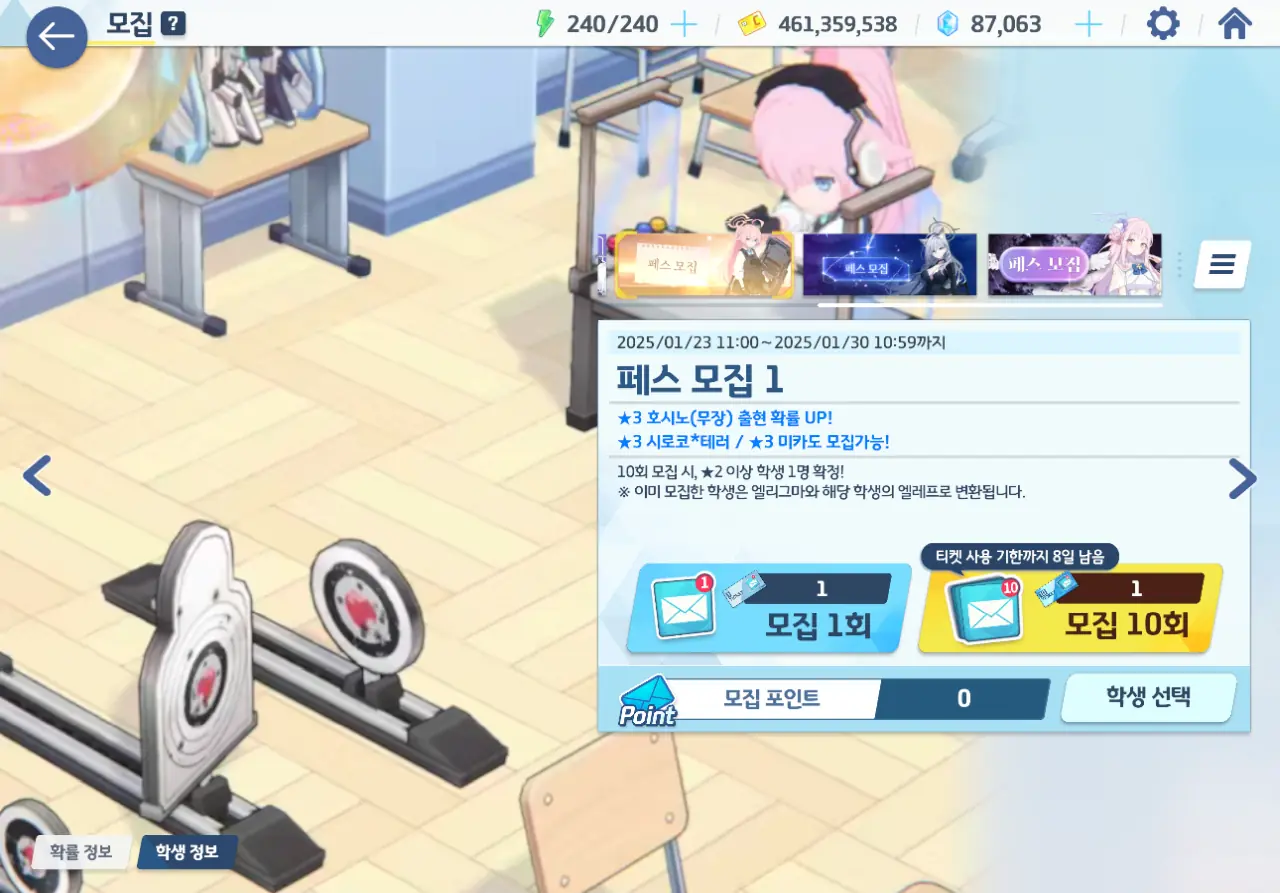 모집 ?
240/240
461,359,538
87,063
페스 모집
페스 모집
페스 모집
2025/01/23 11:00~2025/01/30 10:59까지
페스 모집 1
★3 호시노(무장) 출현 확률 UP!
★3 시로코*테러 / ★3 미카도 모집가능!
10회 모집 시, ★2 이상 학생 1명 확정!
※ 이미 모집한 학생은 엘리그마와 해당 학생의 엘레프로 변환됩니다.
티켓 사용 기한까지 8일 남음
1
1
모집 1회
10
1
모집 10회
Point
모집 포인트
0
학생 선택
확률 정보
학생 정보